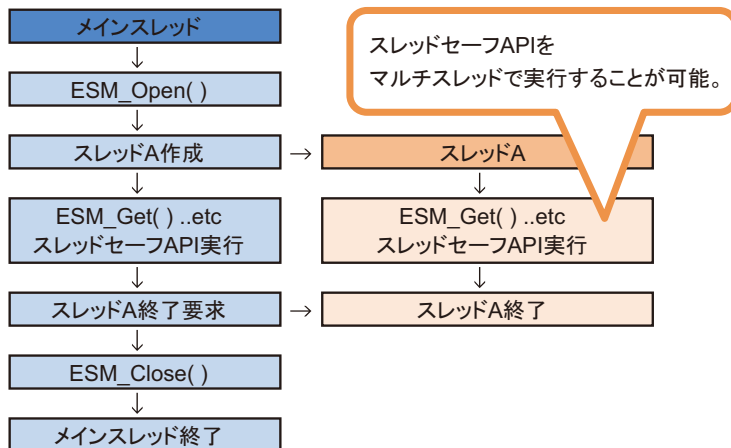 メインスレッド
スレッドセーフAPIを
マルチスレッドで実行することが可能。
ESM_Open( )
スレッドA作成
→
スレッドA
ESM_Get( ) ..etc
スレッドセーフAPI実行
ESM_Get( ) ..etc
スレッドセーフAPI実行
スレッドA終了要求
→
スレッドA終了
ESM_Close( )
メインスレッド終了